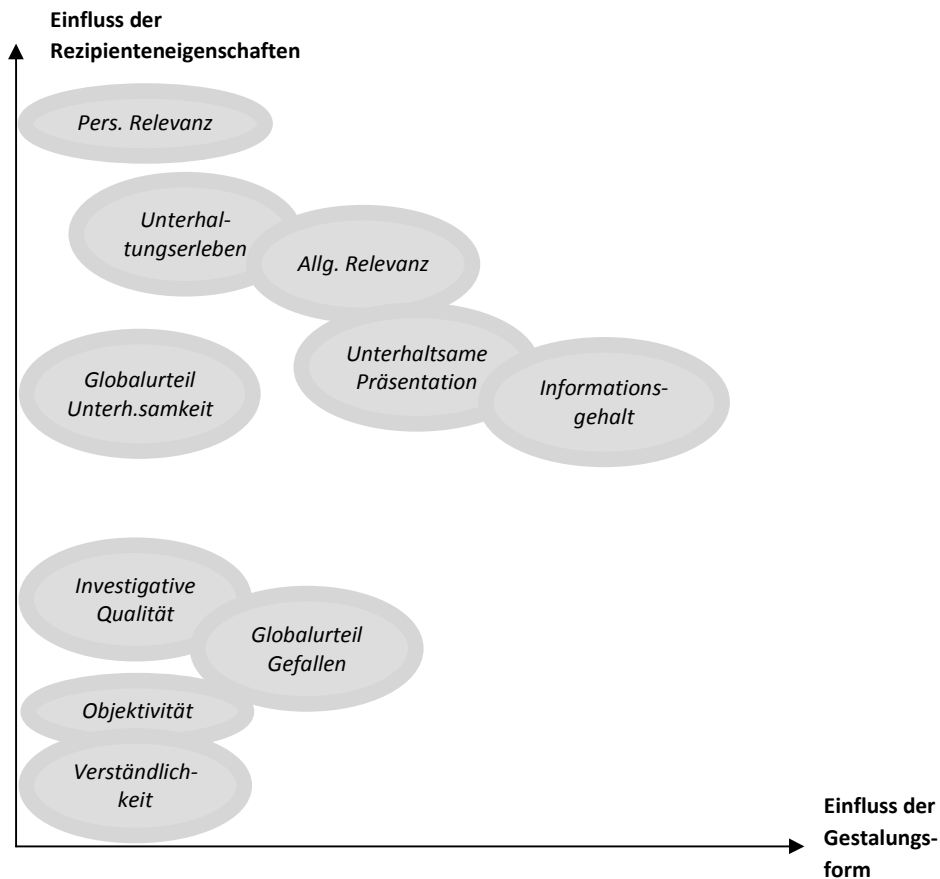 Einfluss der
Rezipienteneigenschaften
Pers. Relevanz
Unterhal-
tungserleben
Allg. Relevanz
Unterhaltsame
Präsentation
Globalurteil
Unterh.samkeit
Informations-
gehalt
Investigative
Qualität
Globalurteil
Gefallen
Objektivität
Verständlich-
keit
Einfluss der
Gestalungs-
form